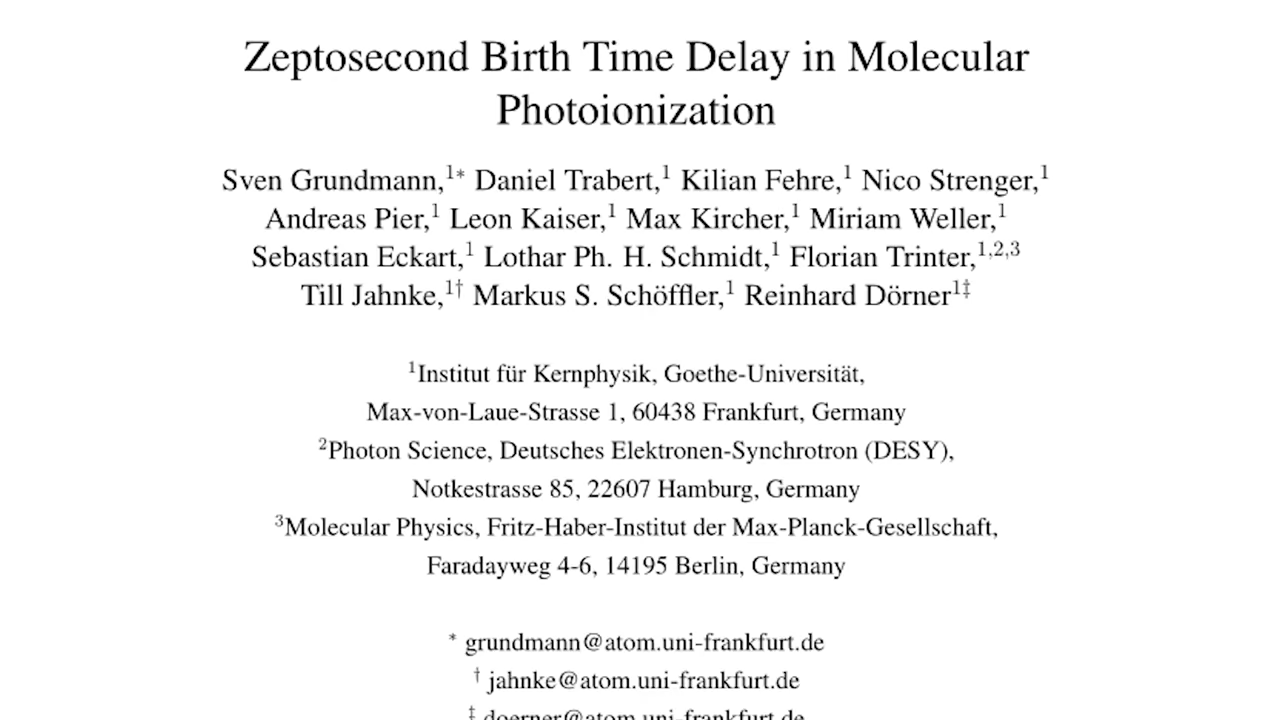 Zeptosecond Birth Time Delay in Molecular
Photoionization
Sven Grundmann,¹* Daniel Trabert,¹ Kilian Fehre,¹ Nico Strenger,¹
Andreas Pier,¹ Leon Kaiser,¹ Max Kircher,¹ Miriam Weller,¹
Sebastian Eckart,¹ Lothar Ph. H. Schmidt,¹ Florian Trinter,¹,²,³
Till Jahnke,¹† Markus S. Schöffler,¹ Reinhard Dörner¹‡
¹Institut für Kernphysik, Goethe-Universität,
Max-von-Laue-Strasse 1, 60438 Frankfurt, Germany
²Photon Science, Deutsches Elektronen-Synchrotron (DESY),
Notkestrasse 85, 22607 Hamburg, Germany
³Molecular Physics, Fritz-Haber-Institut der Max-Planck-Gesellschaft,
Faradayweg 4-6, 14195 Berlin, Germany
* grundmann@atom.uni-frankfurt.de
† jahnke@atom.uni-frankfurt.de
‡ doerner@atom.uni-frankfurt.de